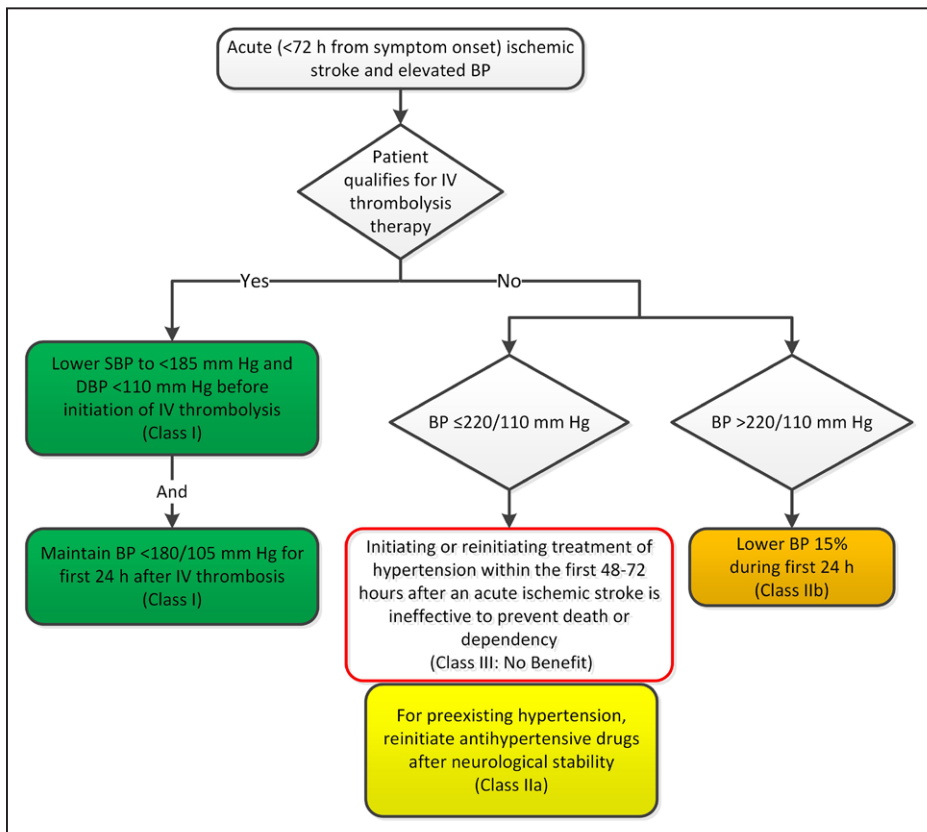 Acute (<72 h from symptom onset) ischemic
stroke and elevated BP
Patient
qualifies for IV
thrombolysis
therapy
Yes
No
Lower SBP to <185 mm Hg and
DBP <110 mm Hg before
initiation of IV thrombolysis
(Class I)
And
Maintain BP <180/105 mm Hg for
first 24 h after IV thrombosis
(Class I)
BP ≤220/110 mm Hg
Initiating or reinitiating treatment of
hypertension within the first 48-72
hours after an acute ischemic stroke is
ineffective to prevent death or
dependency
(Class III: No Benefit)
For preexisting hypertension,
reinitiate antihypertensive drugs
after neurological stability
(Class IIa)
BP >220/110 mm Hg
Lower BP 15%
during first 24 h
(Class IIb)